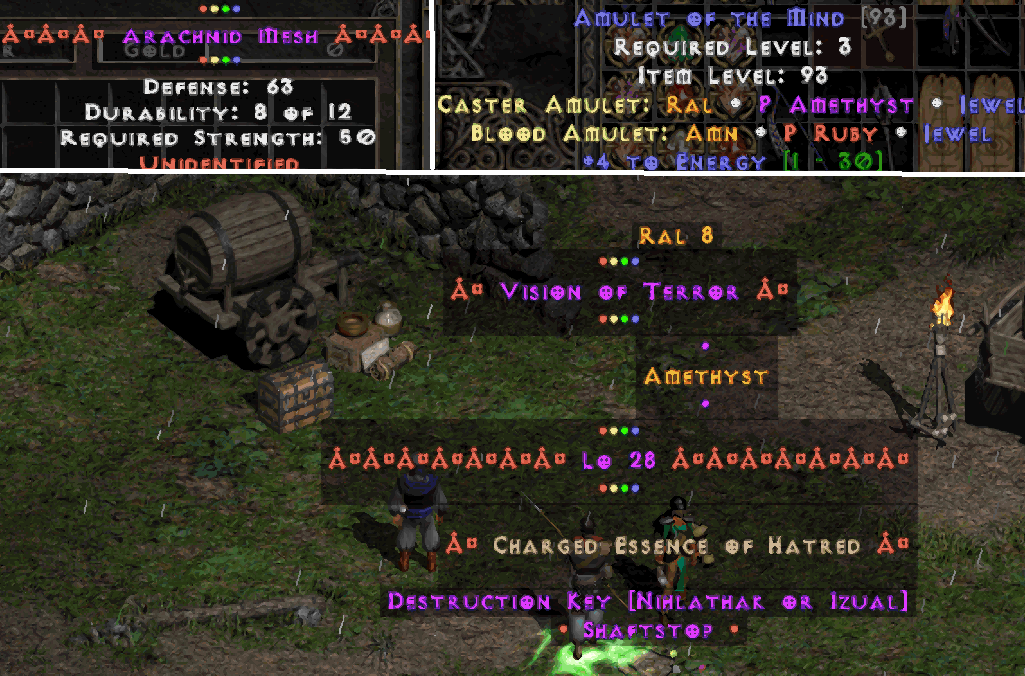 Â¤Â¤Â¤ Arachnid Mesh Â¤Â¤Â
Gold 0
Defense: 63
Durability: 8 of 12
Required Strength: 50
Unidentified
Amulet of the Mind [93]
Required Level: 3
Item Level: 93
Caster Amulet: Ral • P Amethyst • Jewel
Blood Amulet: Amn • P Ruby • Jewel
+4 to Energy [1 - 30]
Ral 8
Â¤ Vision of Terror Â¤
Amethyst
Â¤Â¤Â¤Â¤Â¤Â¤Â¤ Lo 28 Â¤Â¤Â¤Â¤Â¤Â¤Â¤
Â¤ Charged Essence of Hatred Â¤
Destruction Key [Nihlathak or Izual]
• Shaftstop •